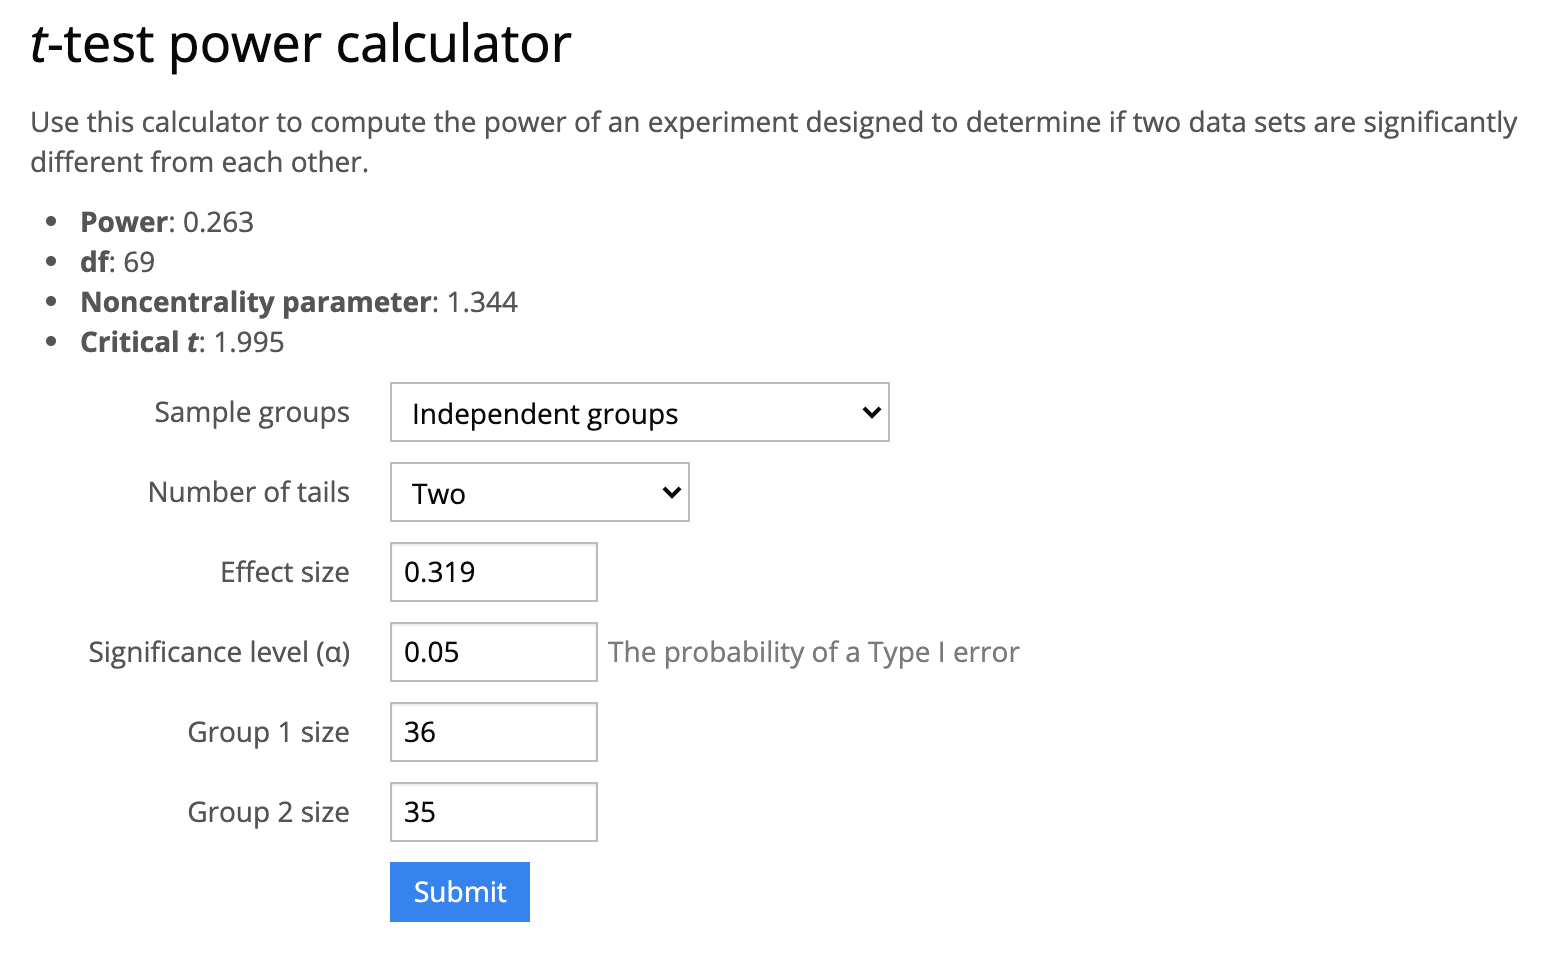 t-test power calculator
Use this calculator to compute the power of an experiment designed to determine if two data sets are significantly
different from each other.
• Power: 0.263
• df: 69
• Noncentrality parameter: 1.344
• Critical t: 1.995
Sample groups Independent groups
Number of tails Two
Effect size 0.319
Significance level (α) 0.05 The probability of a Type I error
Group 1 size 36
Group 2 size 35
Submit